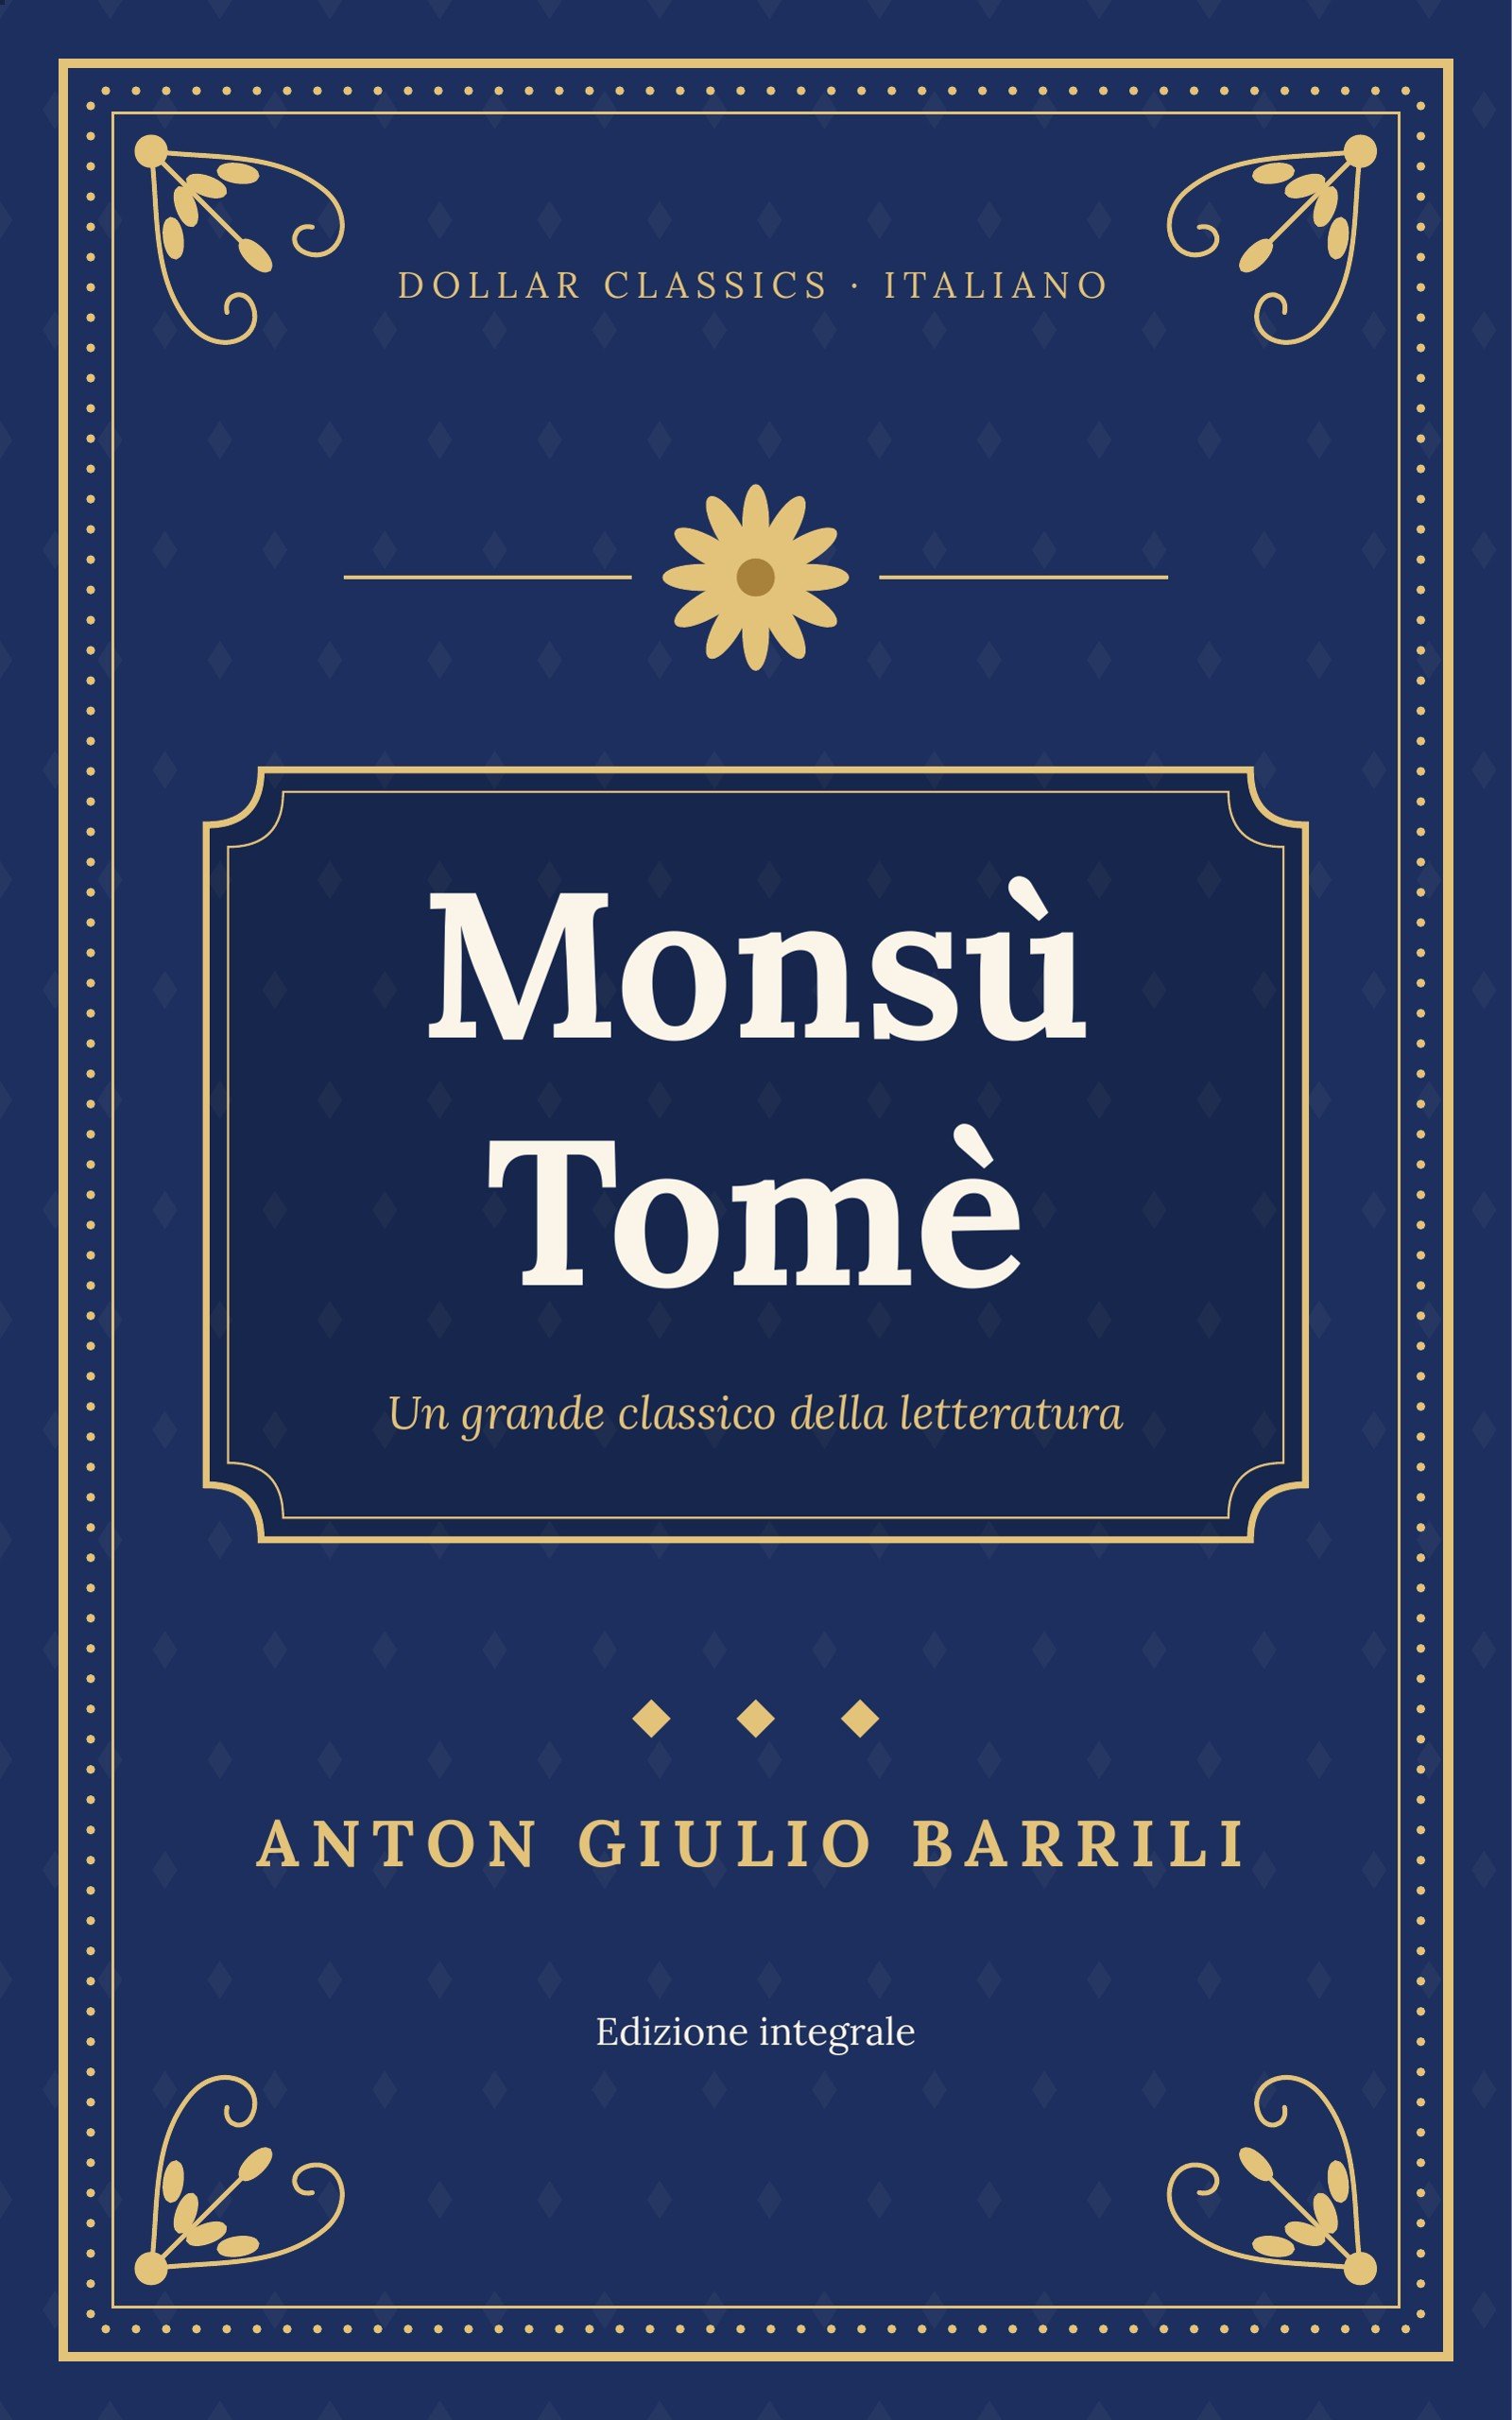 DOLLAR CLASSICS · ITALIANO
Monsù
Tomè
Un grande classico della letteratura
ANTON GIULIO BARRILI
Edizione integrale